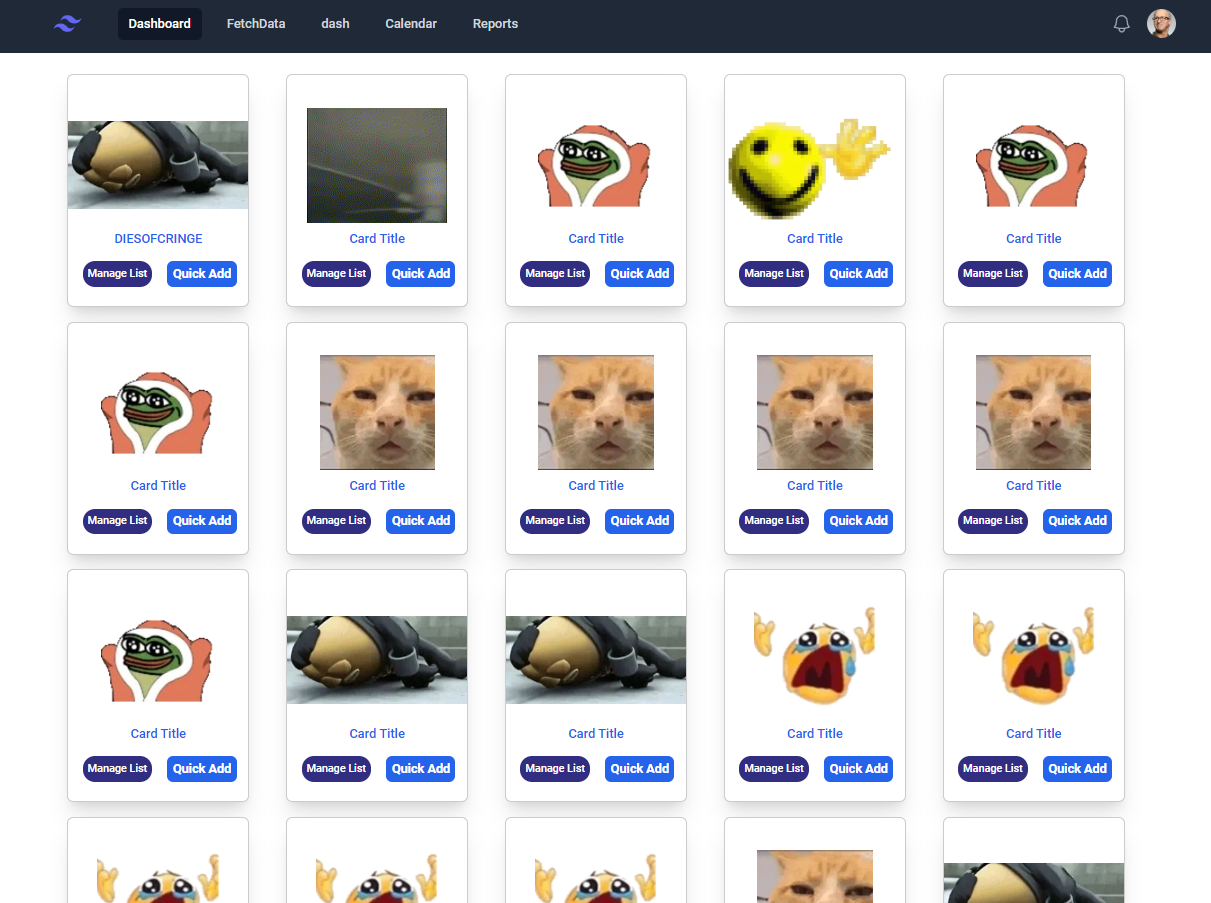 Dashboard FetchData dash Calendar Reports
DIESOFCRINGE Card Title Card Title Card Title Card Title
Manage List Quick Add Manage List Quick Add Manage List Quick Add Manage List Quick Add Manage List Quick Add
Card Title Card Title Card Title Card Title Card Title
Manage List Quick Add Manage List Quick Add Manage List Quick Add Manage List Quick Add Manage List Quick Add
Card Title Card Title Card Title Card Title Card Title
Manage List Quick Add Manage List Quick Add Manage List Quick Add Manage List Quick Add Manage List Quick Add